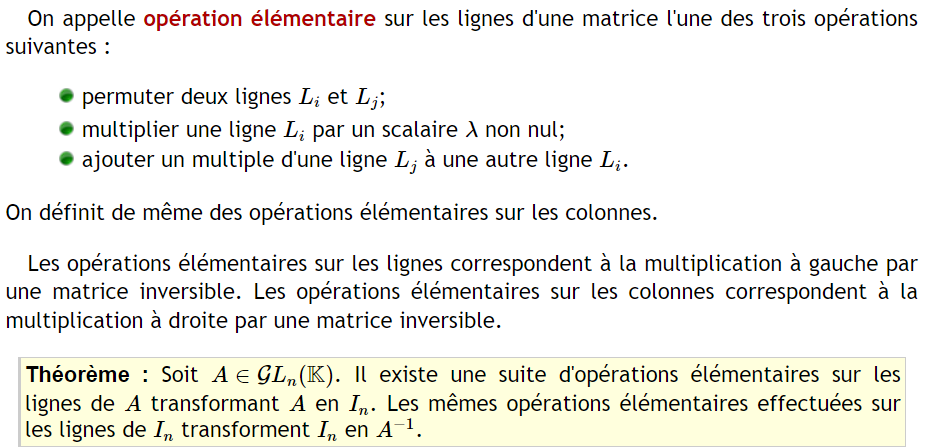 On appelle opération élémentaire sur les lignes d'une matrice l'une des trois opérations
suivantes :
permuter deux lignes $L_i$ et $L_j$;
multiplier une ligne $L_i$ par un scalaire $\lambda$ non nul;
ajouter un multiple d'une ligne $L_j$ à une autre ligne $L_i$.
On définit de même des opérations élémentaires sur les colonnes.
Les opérations élémentaires sur les lignes correspondent à la multiplication à gauche par
une matrice inversible. Les opérations élémentaires sur les colonnes correspondent à la
multiplication à droite par une matrice inversible.
Théorème : Soit $A \in \mathcal{GL}_n(\mathbb{K})$. Il existe une suite d'opérations élémentaires sur les
lignes de $A$ transformant $A$ en $I_n$. Les mêmes opérations élémentaires effectuées sur
les lignes de $I_n$ transforment $I_n$ en $A^{-1}$.